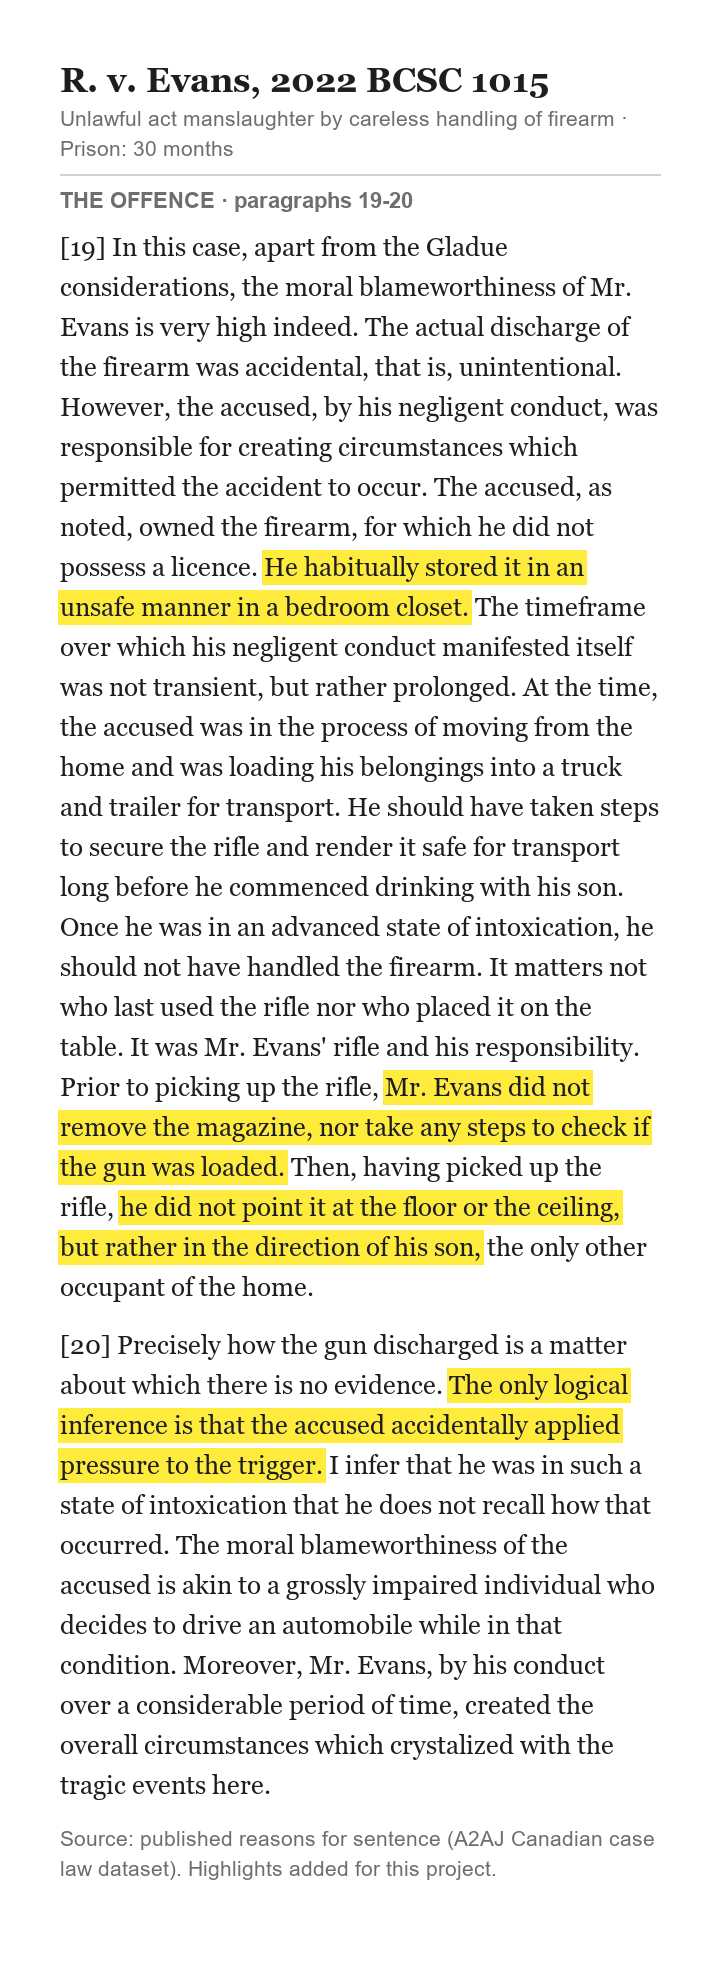 R. v. Evans, 2022 BCSC 1015
Unlawful act manslaughter by careless handling of firearm ·
Prison: 30 months
THE OFFENCE · paragraphs 19-20
[19] In this case, apart from the Gladue
considerations, the moral blameworthiness of Mr.
Evans is very high indeed. The actual discharge of
the firearm was accidental, that is, unintentional.
However, the accused, by his negligent conduct, was
responsible for creating circumstances which
permitted the accident to occur. The accused, as
noted, owned the firearm, for which he did not
possess a licence. He habitually stored it in an
unsafe manner in a bedroom closet. The timeframe
over which his negligent conduct manifested itself
was not transient, but rather prolonged. At the time,
the accused was in the process of moving from the
home and was loading his belongings into a truck
and trailer for transport. He should have taken steps
to secure the rifle and render it safe for transport
long before he commenced drinking with his son.
Once he was in an advanced state of intoxication, he
should not have handled the firearm. It matters not
who last used the rifle nor who placed it on the
table. It was Mr. Evans' rifle and his responsibility.
Prior to picking up the rifle, Mr. Evans did not
remove the magazine, nor take any steps to check if
the gun was loaded. Then, having picked up the
rifle, he did not point it at the floor or the ceiling,
but rather in the direction of his son, the only other
occupant of the home.
[20] Precisely how the gun discharged is a matter
about which there is no evidence. The only logical
inference is that the accused accidentally applied
pressure to the trigger. I infer that he was in such a
state of intoxication that he does not recall how that
occurred. The moral blameworthiness of the
accused is akin to a grossly impaired individual who
decides to drive an automobile while in that
condition. Moreover, Mr. Evans, by his conduct
over a considerable period of time, created the
overall circumstances which crystalized with the
tragic events here.
Source: published reasons for sentence (A2AJ Canadian case
law dataset). Highlights added for this project.